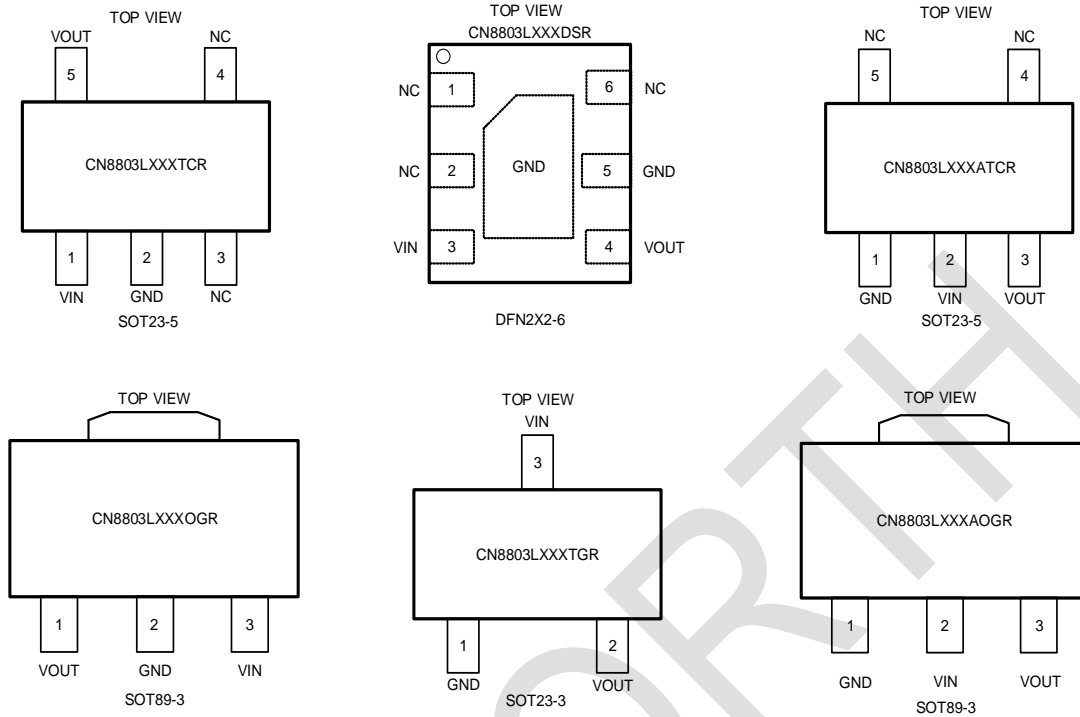 TOP VIEW
VOUT NC
5 4
CN8803LXXXTCR
1 2 3
VIN GND NC
SOT23-5
TOP VIEW
CN8803LXXXDSR
NC 1 6 NC
NC 2 GND 5 GND
VIN 3 4 VOUT
DFN2X2-6
TOP VIEW
NC NC
5 4
CN8803LXXXATCR
1 2 3
GND VIN VOUT
SOT23-5
TOP VIEW
CN8803LXXXOGR
1 2 3
VOUT GND VIN
SOT89-3
TOP VIEW
VIN
3
CN8803LXXXTGR
1 2
GND VOUT
SOT23-3
TOP VIEW
CN8803LXXXAOGR
1 2 3
GND VIN VOUT
SOT89-3
ORTH